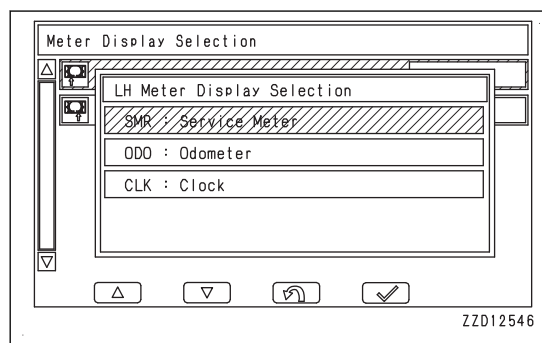 Meter Display Selection
LH Meter Display Selection
SMR : Service Meter
ODO : Odometer
CLK : Clock
ZZD12546